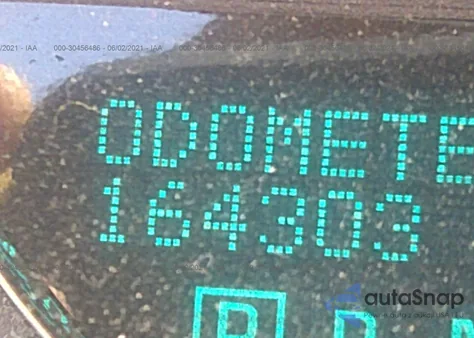 /2021 - IAA 000-30456486 - 06/02/2021 - IAA
ODOMETE
164303
P R N
autoSnap